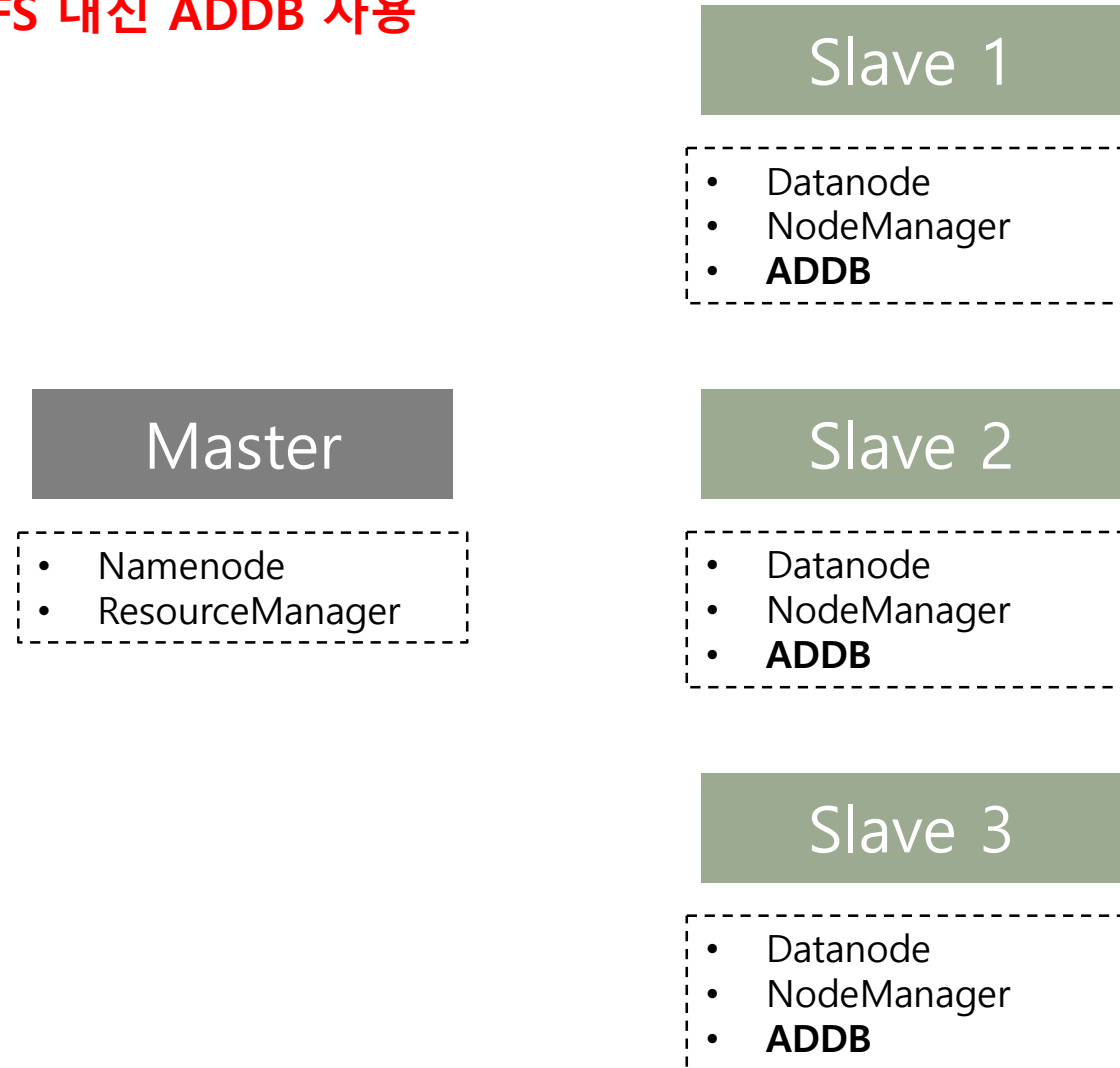 FS 대신 ADDB 사용
Slave 1
• Datanode
• NodeManager
• ADDB
Master
• Namenode
• ResourceManager
Slave 2
• Datanode
• NodeManager
• ADDB
Slave 3
• Datanode
• NodeManager
• ADDB